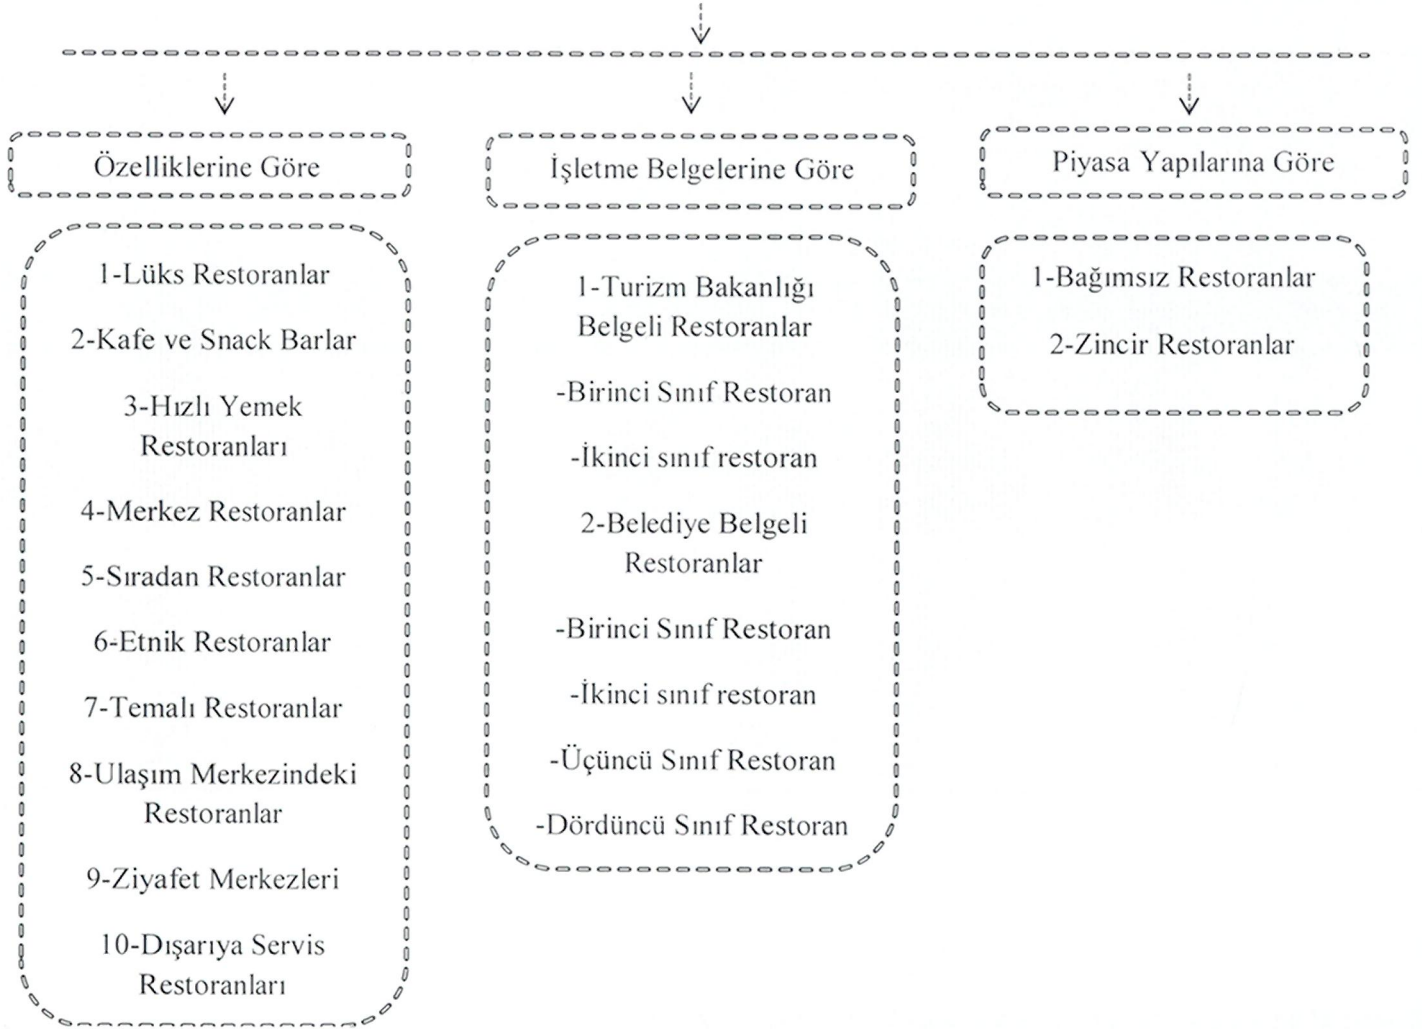 Özelliklerine Göre
1-Lüks Restoranlar
2-Kafe ve Snack Barlar
3-Hızlı Yemek
Restoranları
4-Merkez Restoranlar
5-Sıradan Restoranlar
6-Etnik Restoranlar
7-Temalı Restoranlar
8-Ulaşım Merkezindeki
Restoranlar
9-Ziyafet Merkezleri
10-Dışarıya Servis
Restoranları
İşletme Belgelerine Göre
1-Turizm Bakanlığı
Belgeli Restoranlar
-Birinci Sınıf Restoran
-İkinci sınıf restoran
2-Belediye Belgeli
Restoranlar
-Birinci Sınıf Restoran
-İkinci sınıf restoran
-Üçüncü Sınıf Restoran
-Dördüncü Sınıf Restoran
Piyasa Yapılarına Göre
1-Bağımsız Restoranlar
2-Zincir Restoranlar